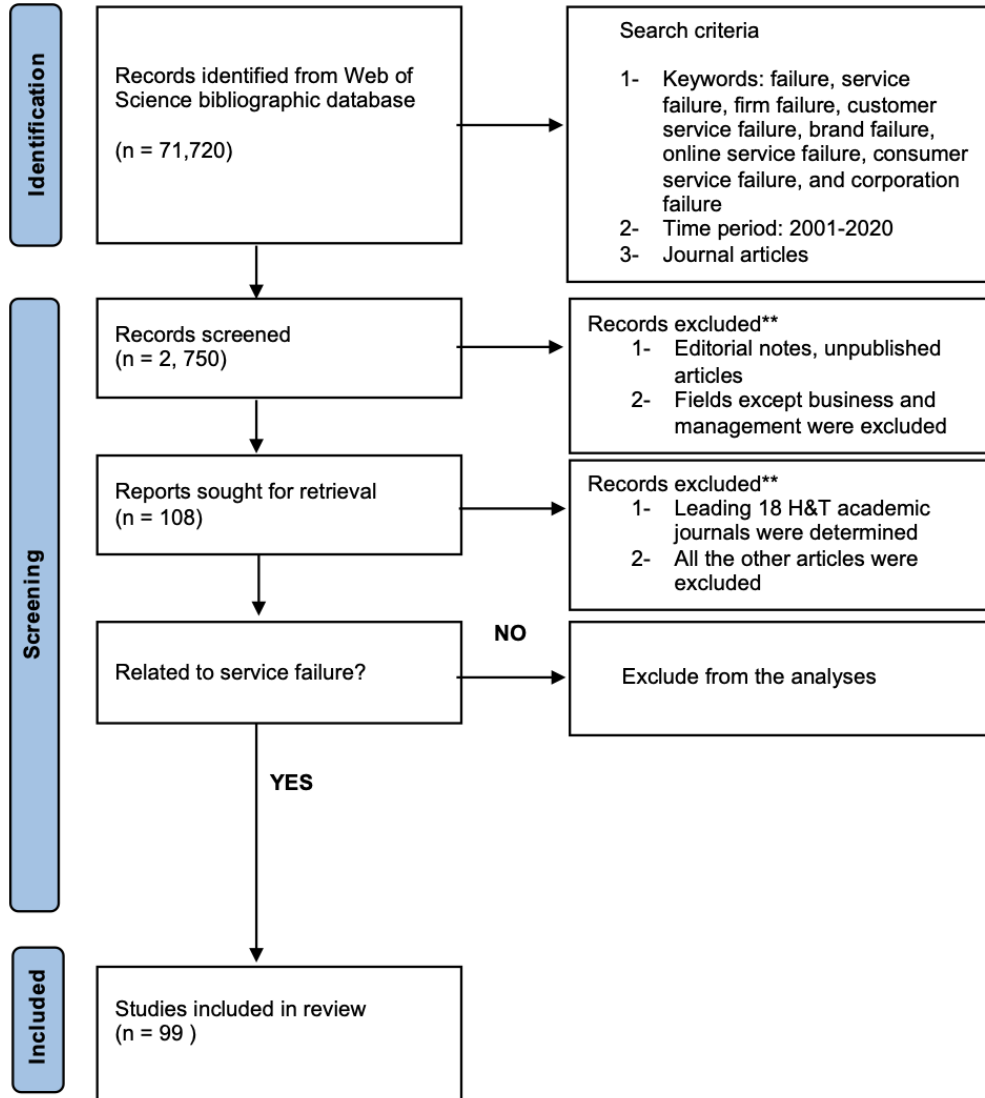 Identification
Records identified from Web of
Science bibliographic database
(n = 71,720)
Search criteria
1- Keywords: failure, service
failure, firm failure, customer
service failure, brand failure,
online service failure, consumer
service failure, and corporation
failure
2- Time period: 2001-2020
3- Journal articles
Screening
Records screened
(n = 2, 750)
Records excluded**
1- Editorial notes, unpublished
articles
2- Fields except business and
management were excluded
Reports sought for retrieval
(n = 108)
Records excluded**
1- Leading 18 H&T academic
journals were determined
2- All the other articles were
excluded
Related to service failure?
NO
Exclude from the analyses
YES
Included
Studies included in review
(n = 99 )